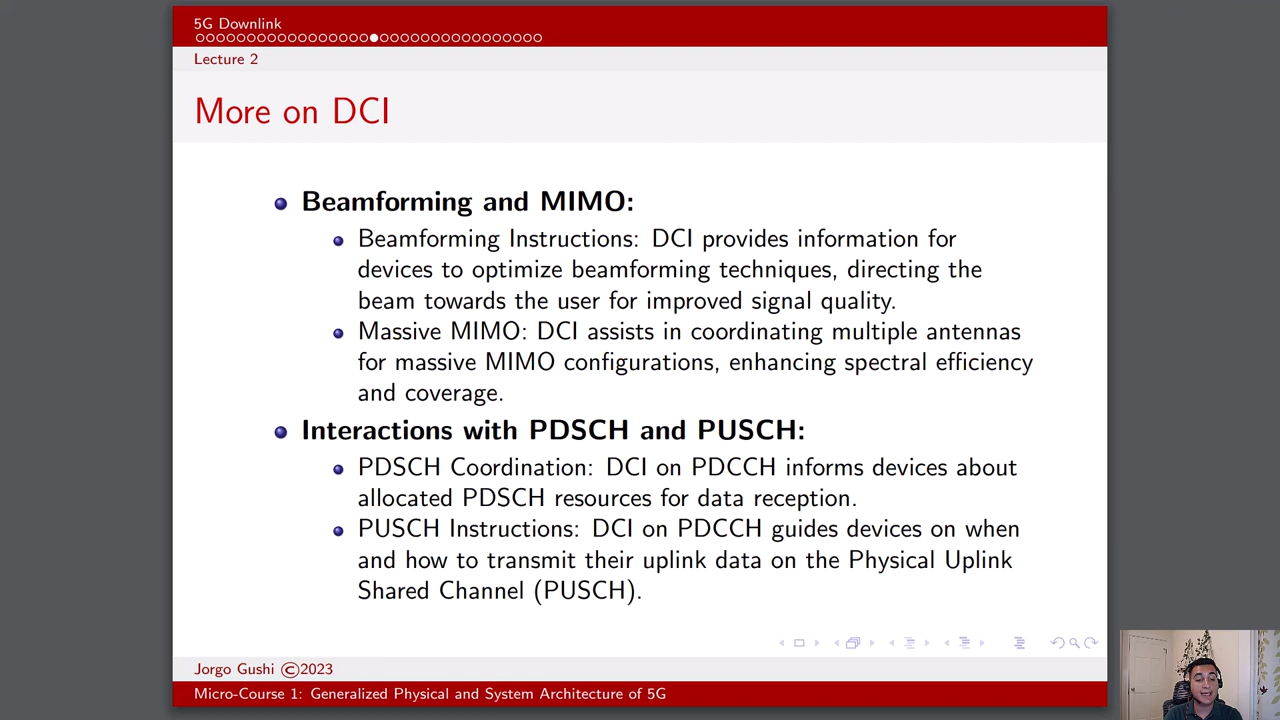 5G Downlink
Lecture 2
More on DCI
Beamforming and MIMO:
Beamforming Instructions: DCI provides information for
devices to optimize beamforming techniques, directing the
beam towards the user for improved signal quality.
Massive MIMO: DCI assists in coordinating multiple antennas
for massive MIMO configurations, enhancing spectral efficiency
and coverage.
Interactions with PDSCH and PUSCH:
PDSCH Coordination: DCI on PDCCH informs devices about
allocated PDSCH resources for data reception.
PUSCH Instructions: DCI on PDCCH guides devices on when
and how to transmit their uplink data on the Physical Uplink
Shared Channel (PUSCH).
Jorgo Gushi ©2023
Micro-Course 1: Generalized Physical and System Architecture of 5G